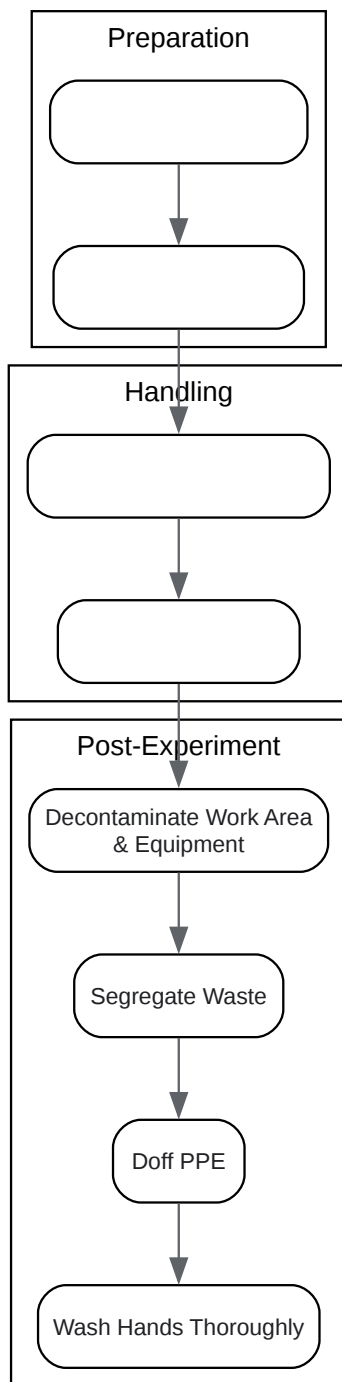 Preparation
Handling
Post-Experiment
Decontaminate Work Area
& Equipment
Segregate Waste
Doff PPE
Wash Hands Thoroughly